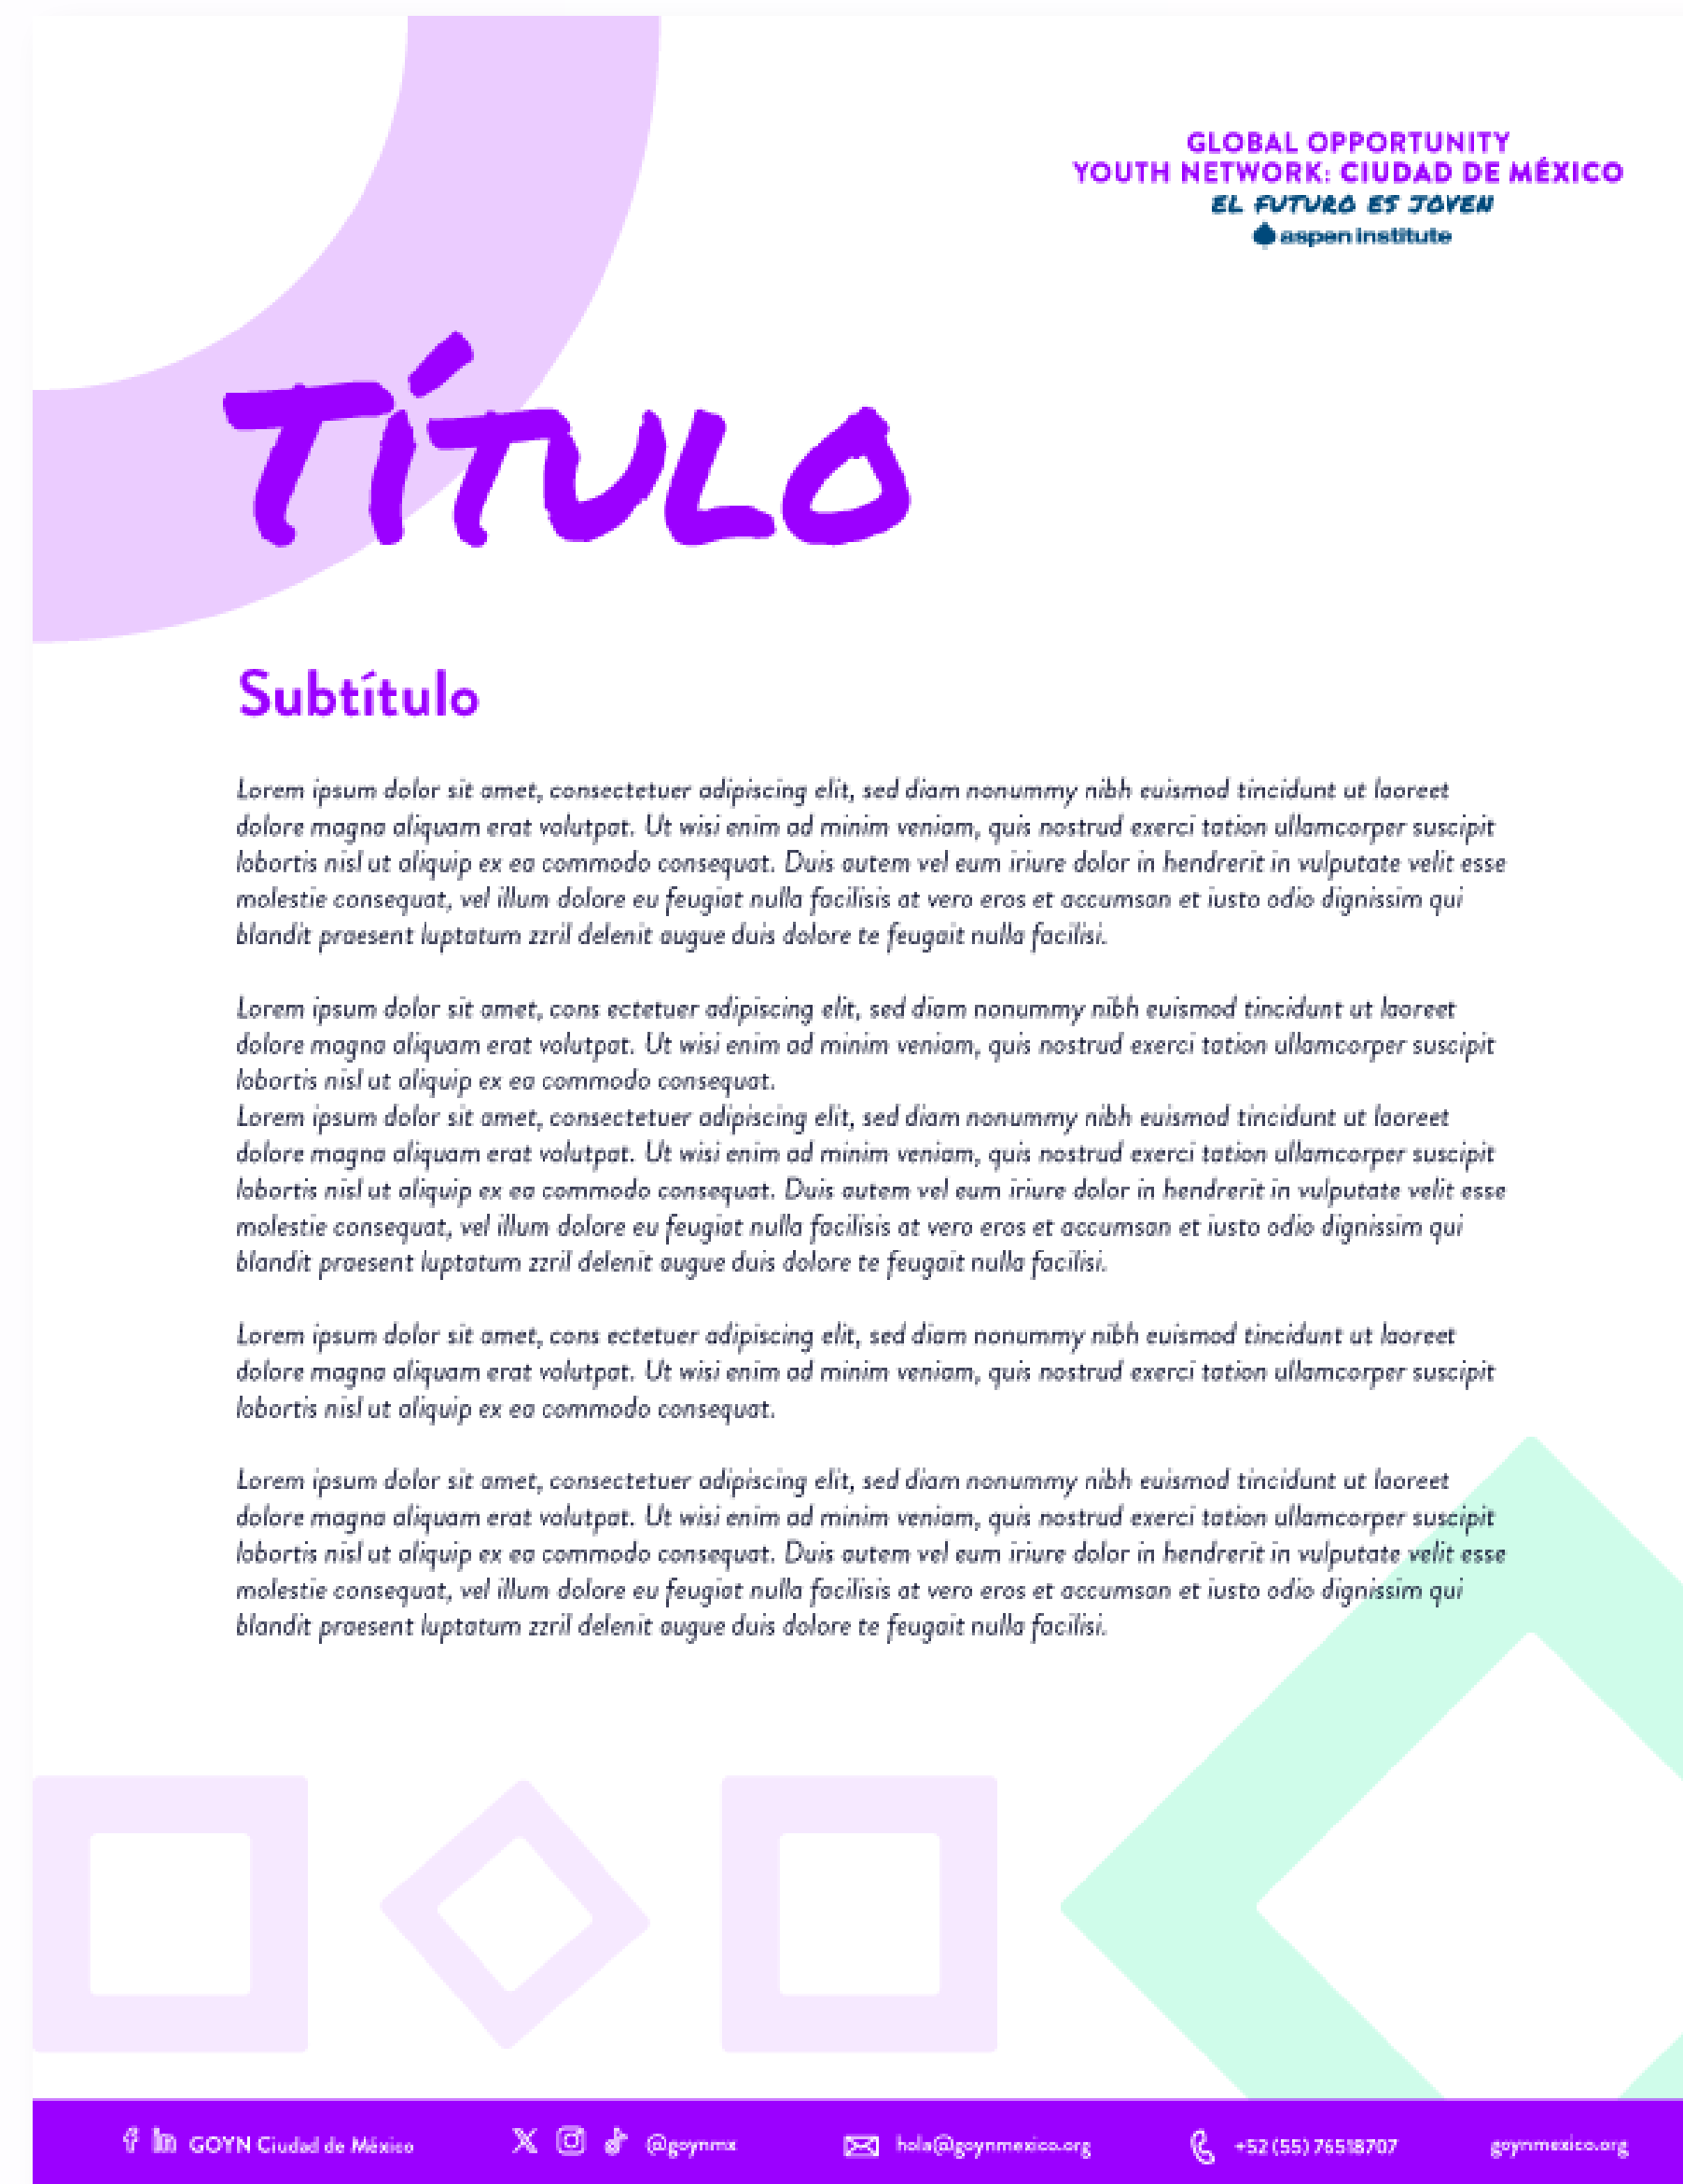 GLOBAL OPPORTUNITY
YOUTH NETWORK: CIUDAD DE MÉXICO
EL FUTURO ES JOVEN
aspen institute
TÍTULO
Subtítulo
Lorem ipsum dolor sit amet, consectetuer adipiscing elit, sed diam nonummy nibh euismod tincidunt ut laoreet
dolore magna aliquam erat volutpat. Ut wisi enim ad minim veniam, quis nostrud exerci tation ullamcorper suscipit
lobortis nisl ut aliquip ex ea commodo consequat. Duis autem vel eum iriure dolor in hendrerit in vulputate velit esse
molestie consequat, vel illum dolore eu feugiat nulla facilisis at vero eros et accumsan et iusto odio dignissim qui
blandit praesent luptatum zzril delenit augue duis dolore te feugait nulla facilisi.
Lorem ipsum dolor sit amet, cons ectetuer adipiscing elit, sed diam nonummy nibh euismod tincidunt ut laoreet
dolore magna aliquam erat volutpat. Ut wisi enim ad minim veniam, quis nostrud exerci tation ullamcorper suscipit
lobortis nisl ut aliquip ex ea commodo consequat.
Lorem ipsum dolor sit amet, consectetuer adipiscing elit, sed diam nonummy nibh euismod tincidunt ut laoreet
dolore magna aliquam erat volutpat. Ut wisi enim ad minim veniam, quis nostrud exerci tation ullamcorper suscipit
lobortis nisl ut aliquip ex ea commodo consequat. Duis autem vel eum iriure dolor in hendrerit in vulputate velit esse
molestie consequat, vel illum dolore eu feugiat nulla facilisis at vero eros et accumsan et iusto odio dignissim qui
blandit praesent luptatum zzril delenit augue duis dolore te feugait nulla facilisi.
Lorem ipsum dolor sit amet, cons ectetuer adipiscing elit, sed diam nonummy nibh euismod tincidunt ut laoreet
dolore magna aliquam erat volutpat. Ut wisi enim ad minim veniam, quis nostrud exerci tation ullamcorper suscipit
lobortis nisl ut aliquip ex ea commodo consequat.
Lorem ipsum dolor sit amet, consectetuer adipiscing elit, sed diam nonummy nibh euismod tincidunt ut laoreet
dolore magna aliquam erat volutpat. Ut wisi enim ad minim veniam, quis nostrud exerci tation ullamcorper suscipit
lobortis nisl ut aliquip ex ea commodo consequat. Duis autem vel eum iriure dolor in hendrerit in vulputate velit esse
molestie consequat, vel illum dolore eu feugiat nulla facilisis at vero eros et accumsan et iusto odio dignissim qui
blandit praesent luptatum zzril delenit augue duis dolore te feugait nulla facilisi.
GOYN Ciudad de México @goynmx hola@goynmexico.org +52 (55) 76518707 goynmexico.org